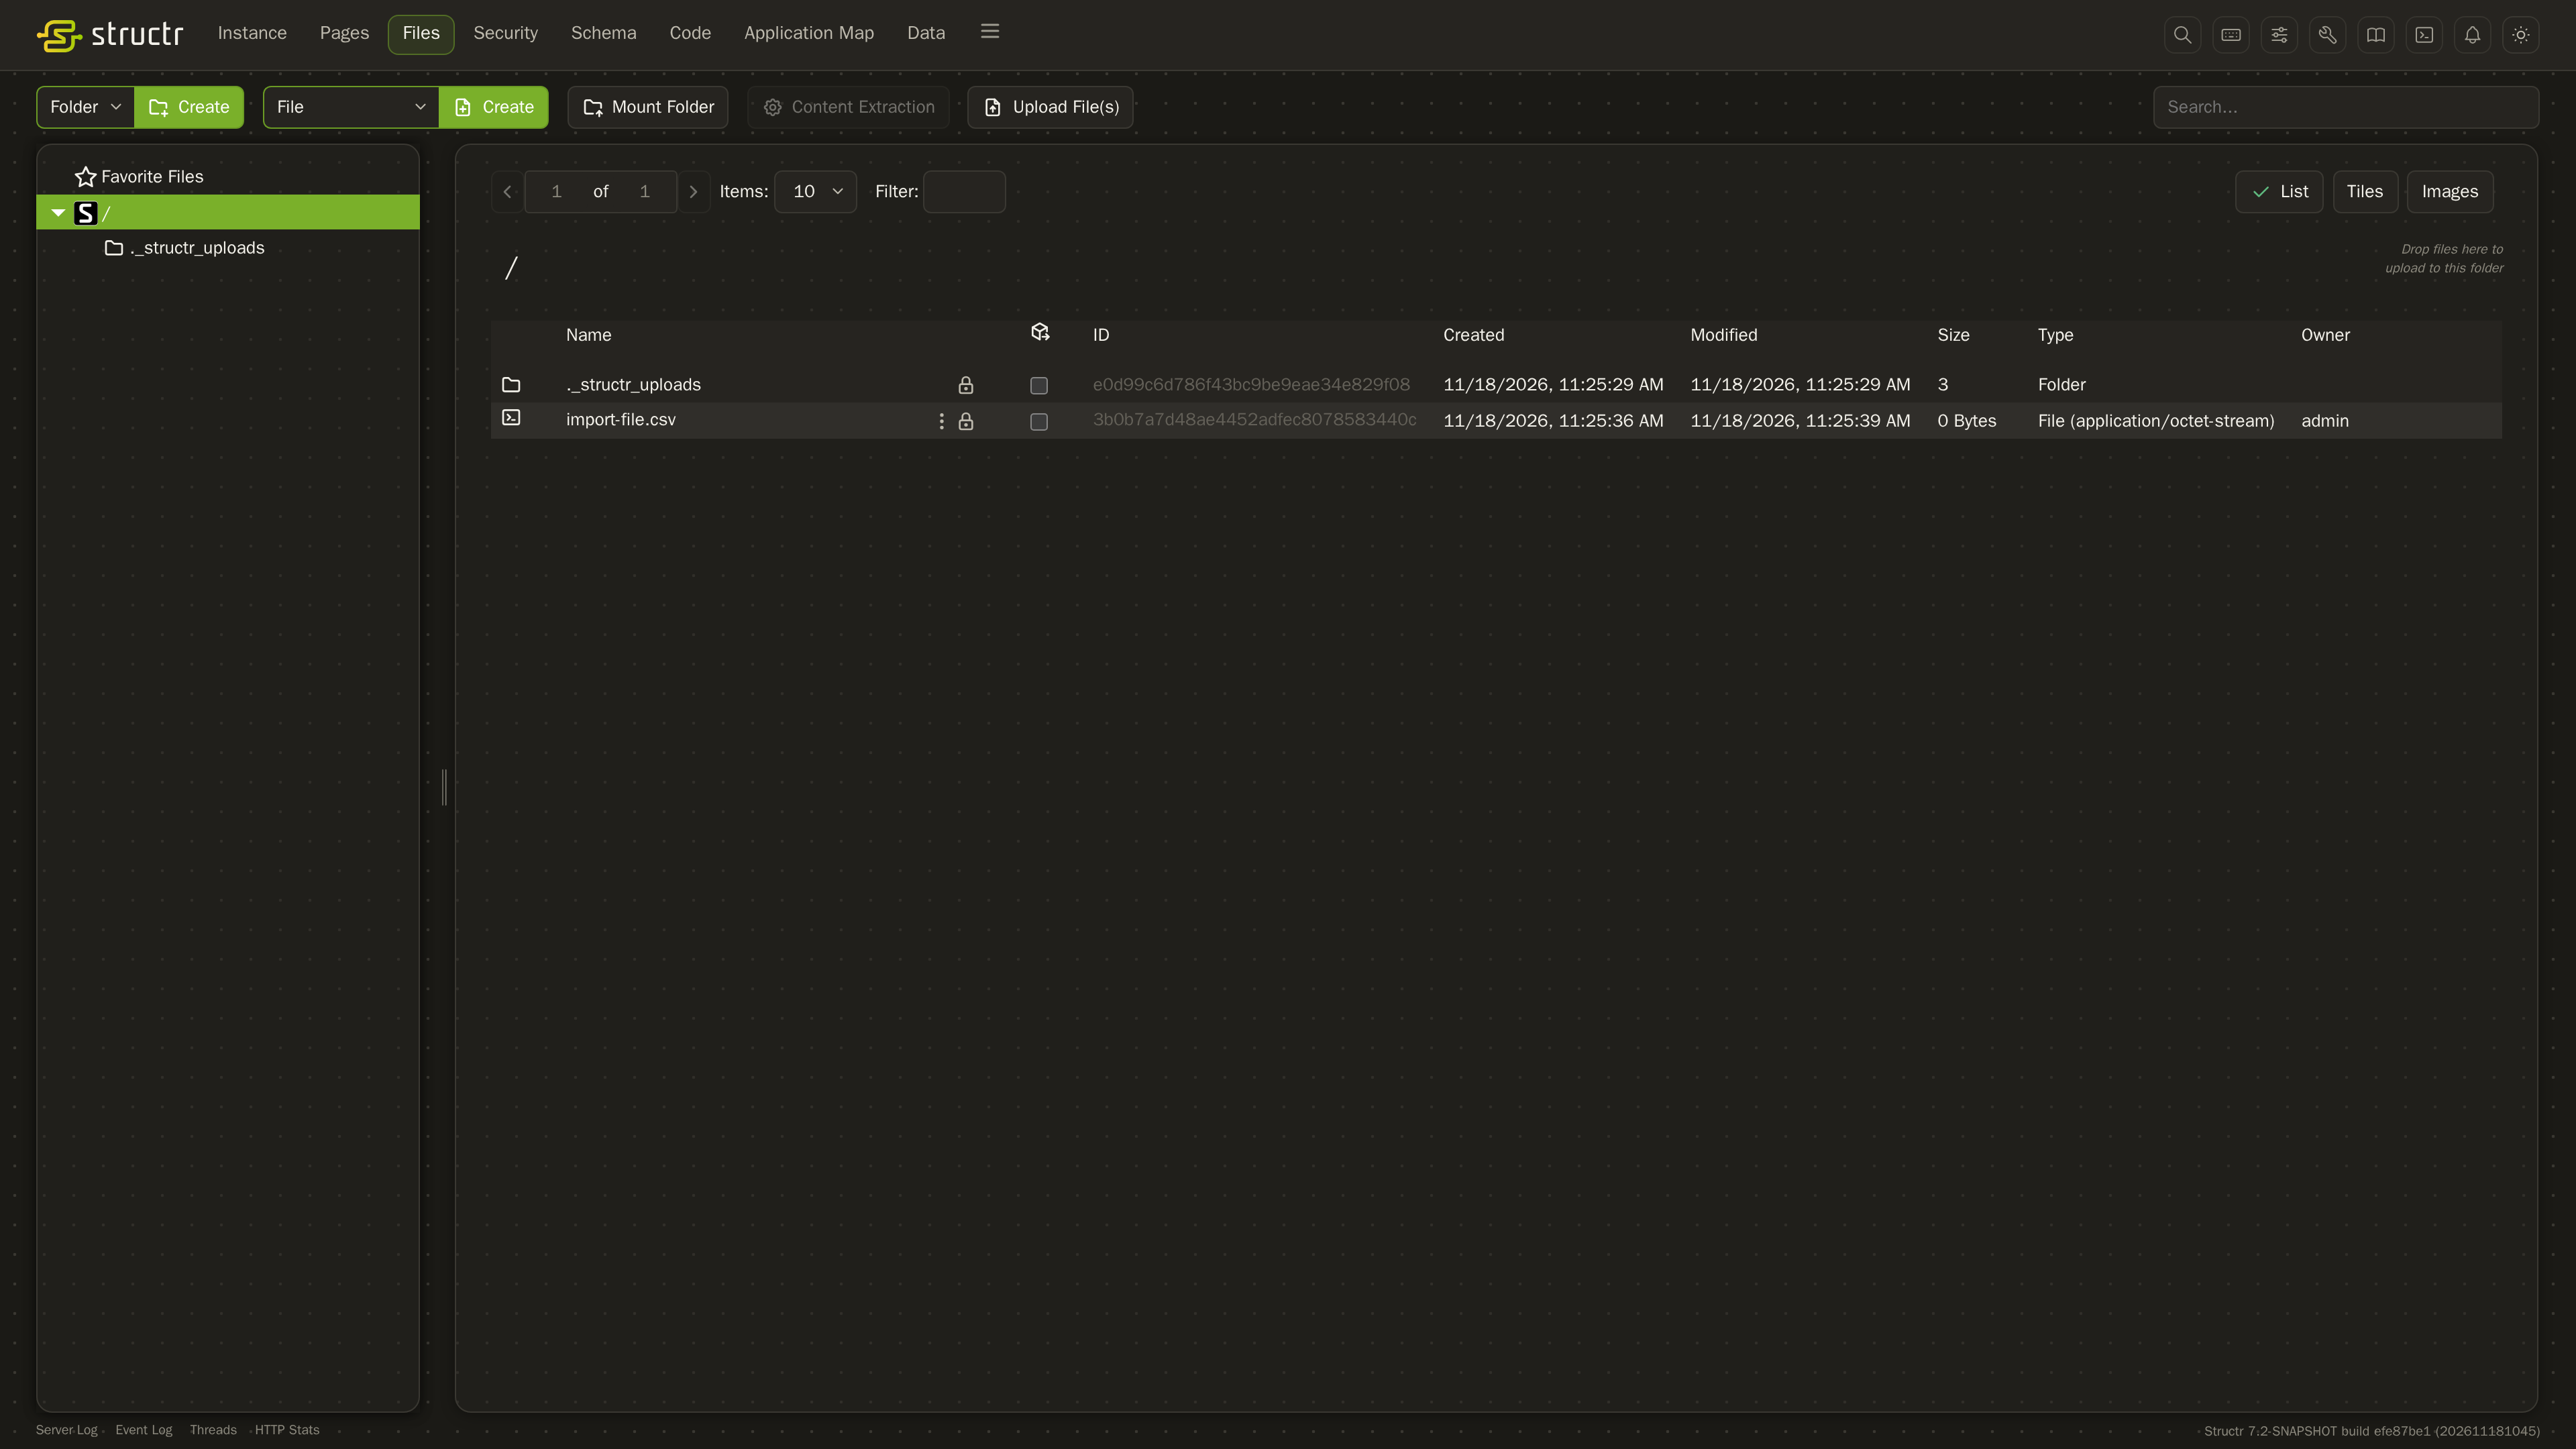 structr Instance Pages Files Security Schema Code Application Map Data
Folder Create File Create Mount Folder Content Extraction Upload File(s) Search...
Favorite Files
/
._structr_uploads
1 of 1 Items: 10 Filter: List Tiles Images
/
Drop files here to
upload to this folder
Name ID Created Modified Size Type Owner
._structr_uploads e0d99c6d786f43bc9be9eae34e829f08 11/18/2026, 11:25:29 AM 11/18/2026, 11:25:29 AM 3 Folder
import-file.csv 3b0b7a7d48ae4452adfec8078583440c 11/18/2026, 11:25:36 AM 11/18/2026, 11:25:39 AM 0 Bytes File (application/octet-stream) admin
Server Log Event Log Threads HTTP Stats Structr 7.2-SNAPSHOT build efe87be1 (202611181045)